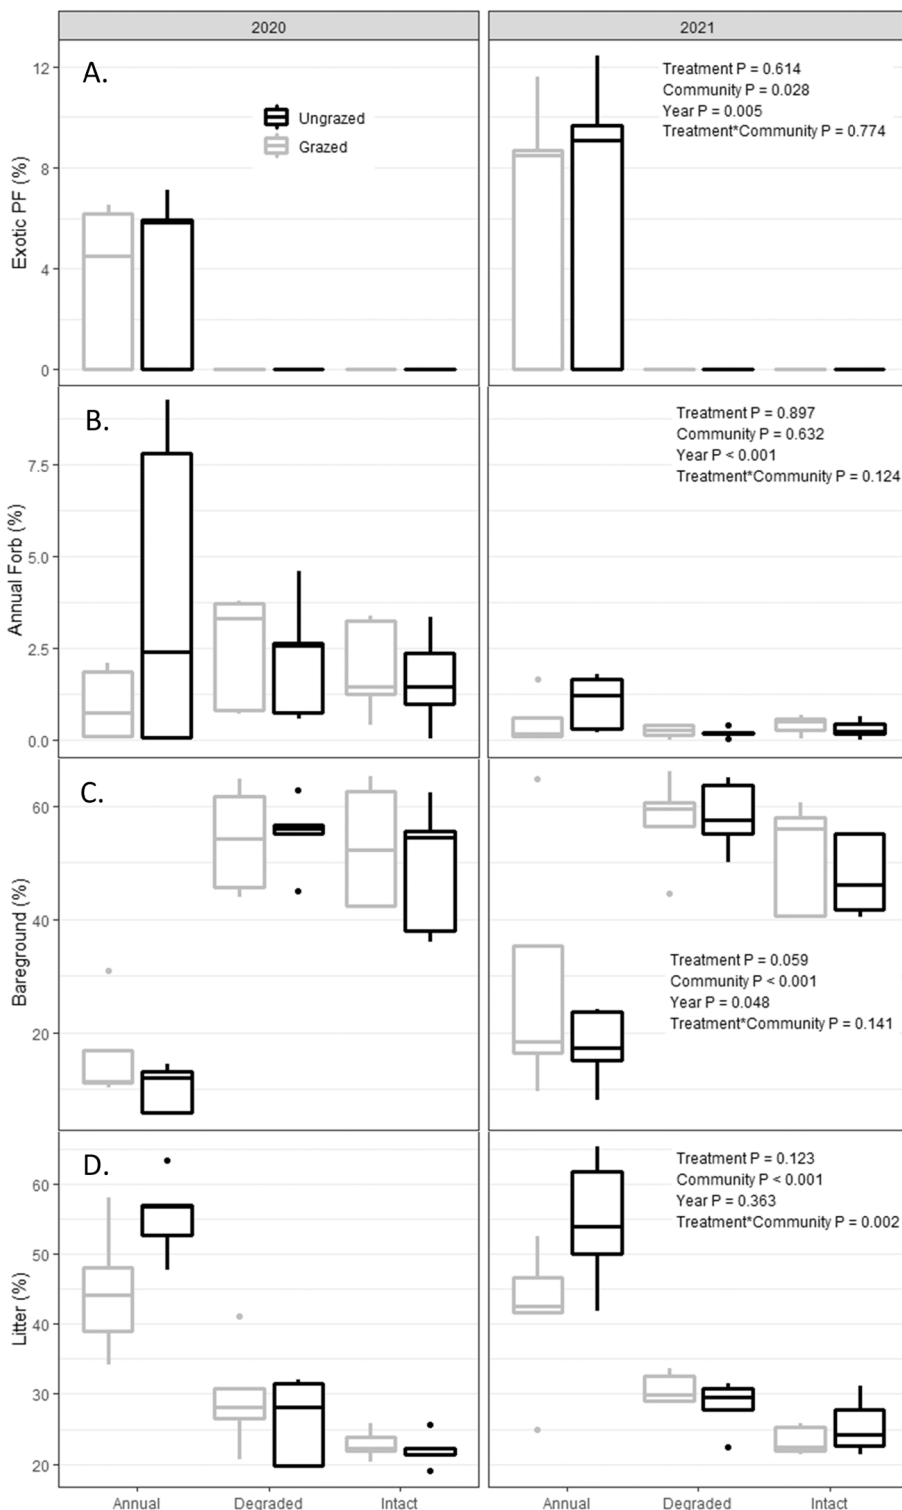 2020
2021
A.
Treatment P = 0.614
Community P = 0.028
Year P = 0.005
Treatment*Community P = 0.774
Ungrazed
Grazed
Exotic PF (%)
12
8
4
0
B.
Treatment P = 0.897
Community P = 0.632
Year P < 0.001
Treatment*Community P = 0.124
Annual Forb (%)
7.5
5.0
2.5
0.0
C.
Treatment P = 0.059
Community P < 0.001
Year P = 0.048
Treatment*Community P = 0.141
Bareground (%)
60
40
20
D.
Treatment P = 0.123
Community P < 0.001
Year P = 0.363
Treatment*Community P = 0.002
Litter (%)
60
50
40
30
20
Annual Degraded Intact
Annual Degraded Intact